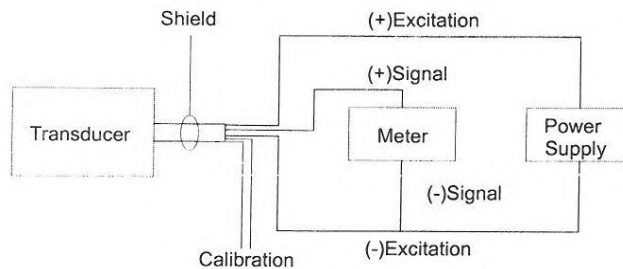 Shield
(+)Excitation
(+)Signal
Transducer
Meter
Power
Supply
(-)Signal
Calibration
(-)Excitation